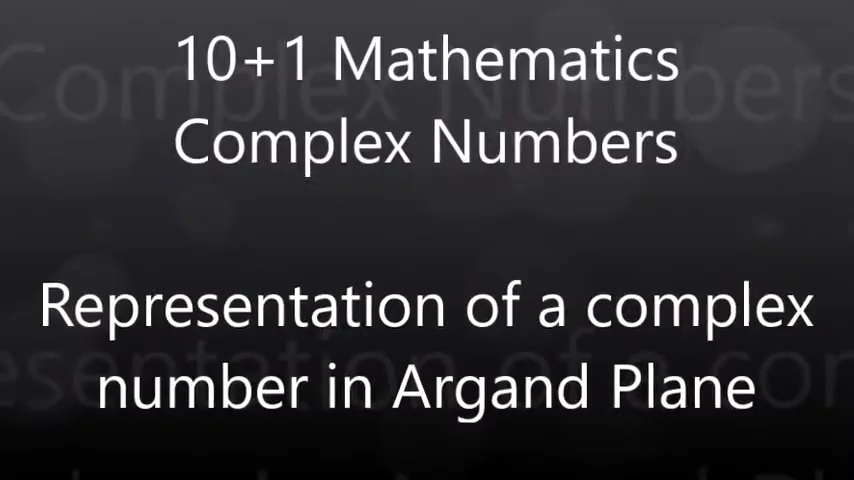 10+1 Mathematics
Complex Numbers
Representation of a complex
number in Argand Plane